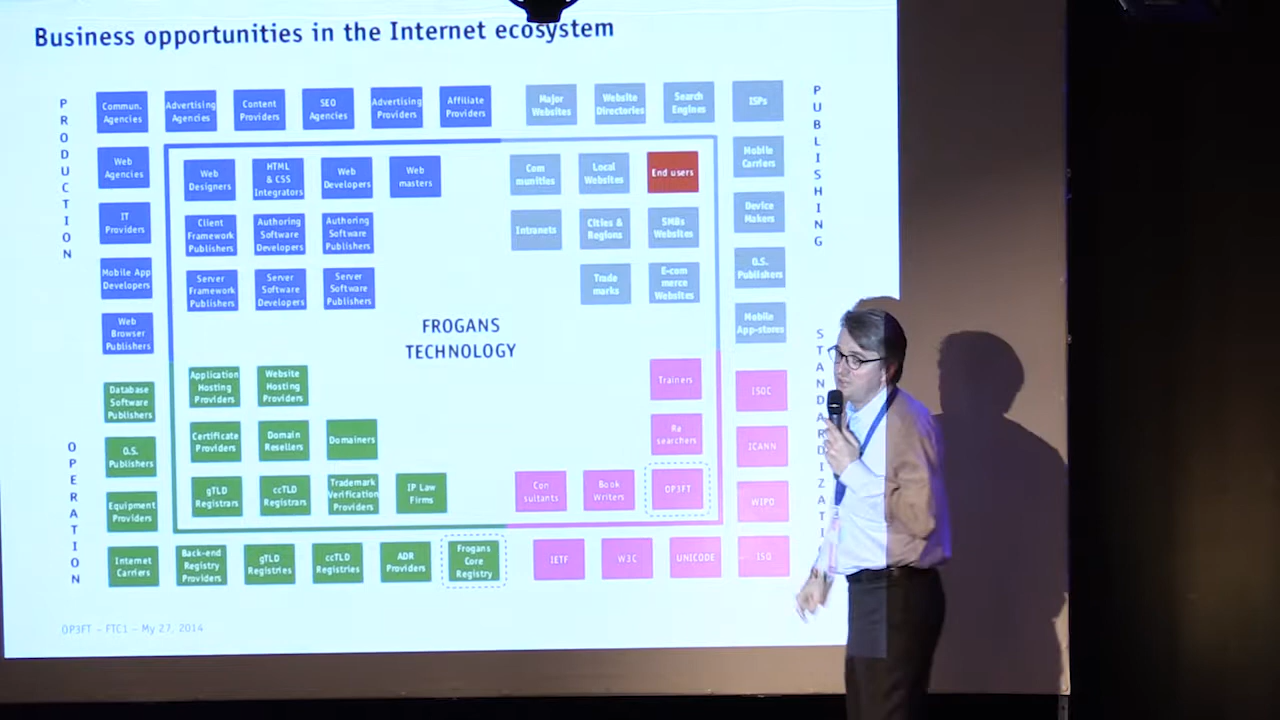 Business opportunities in the Internet ecosystem
PRODUCTION
Commun.
Agencies
Advertising
Agencies
Content
Providers
SEO
Agencies
Advertising
Providers
Affiliate
Providers
Major
Websites
Website
Directories
Search
Engines
ISPs
PUBLISHING
Web
Agencies
IT
Providers
Mobile App
Developers
Web
Browser
Publishers
Web
Designers
HTML
& CSS
Integrators
Web
Developers
Web
masters
Com
munities
Local
Websites
End users
Mobile
Carriers
Client
Framework
Publishers
Authoring
Software
Developers
Authoring
Software
Publishers
Intranets
Cities &
Regions
SMBs
Websites
Device
Makers
Server
Framework
Publishers
Server
Software
Developers
Server
Software
Publishers
Trade
marks
E-com
merce
Websites
O.S.
Publishers
Mobile
App-stores
FROGANS
TECHNOLOGY
OPERATION
Database
Software
Publishers
O.S.
Publishers
Equipment
Providers
Internet
Carriers
Application
Hosting
Providers
Website
Hosting
Providers
Certificate
Providers
Domain
Resellers
Domainers
gTLD
Registrars
ccTLD
Registrars
Trademark
Verification
Providers
IP Law
Firms
Back-end
Registry
Providers
gTLD
Registries
ccTLD
Registries
ADR
Providers
Frogans
Core
Registry
STANDARDIZATI
Trainers
Re
searchers
Con
sultants
Book
Writers
OP3FT
ISOC
ICANN
WIPO
IETF
W3C
UNICODE
ISO
OP3FT – FTC1 – My 27, 2014